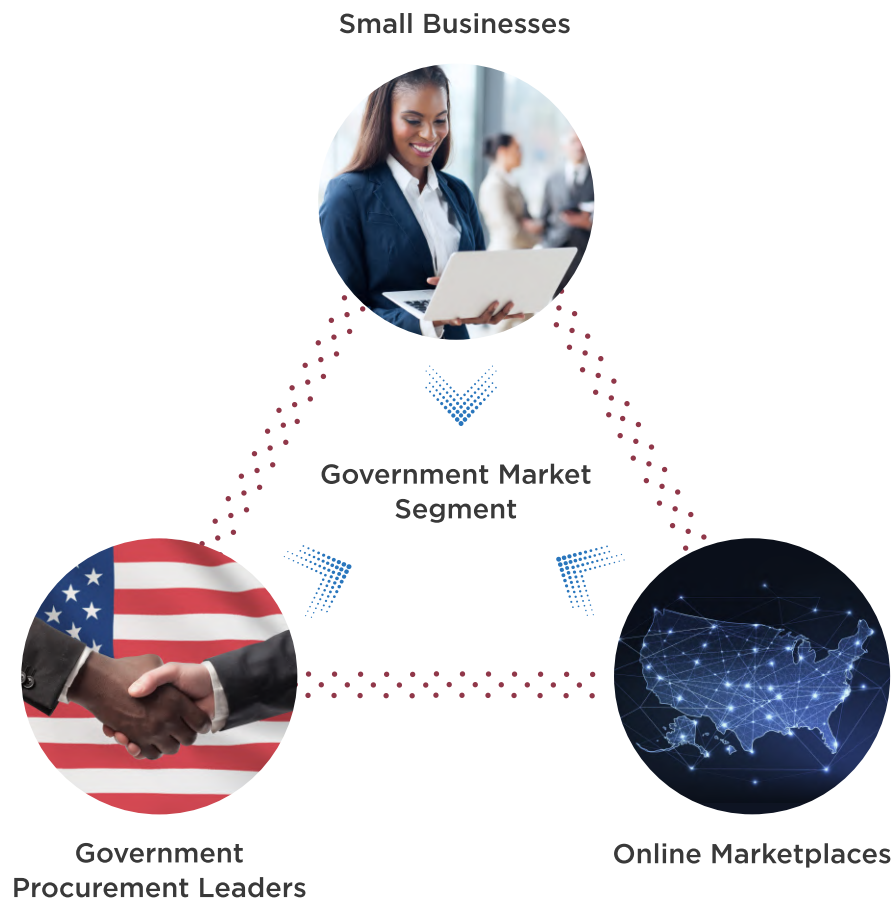 Small Businesses
Government Market
Segment
Government
Procurement Leaders
Online Marketplaces